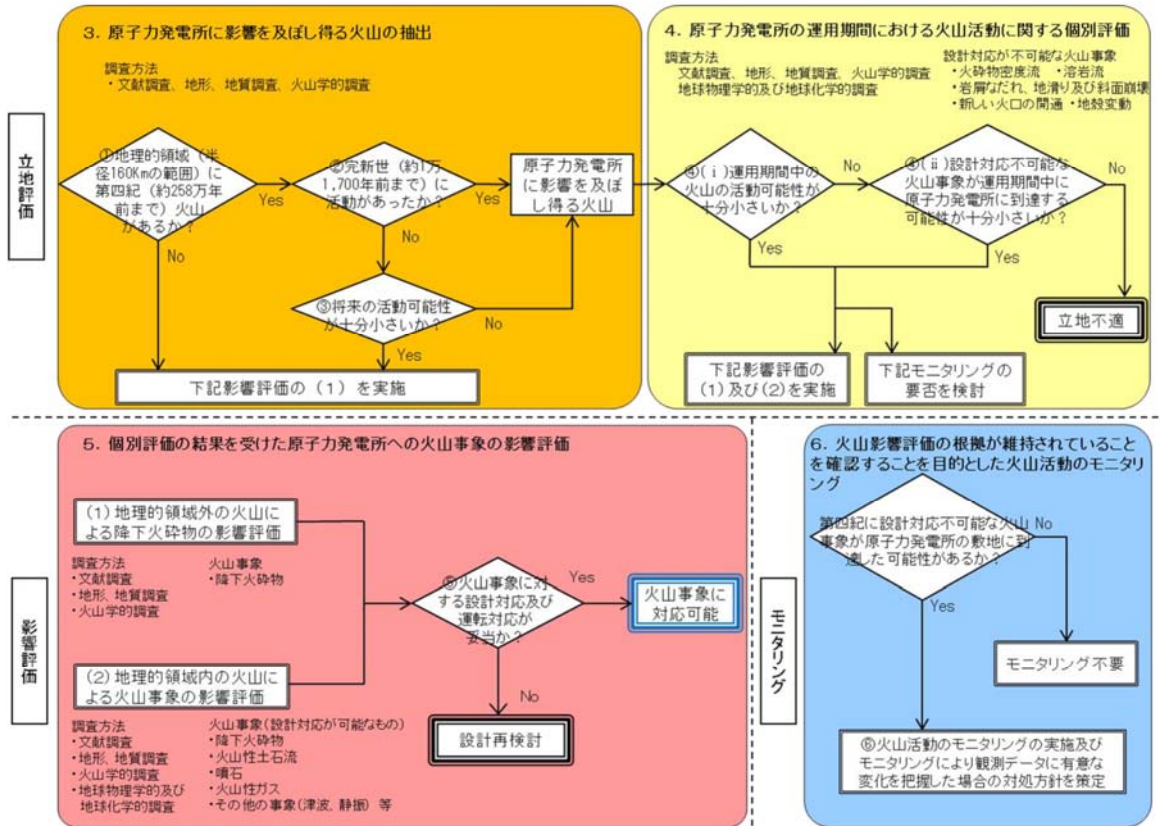 3. 原子力発電所に影響を及ぼし得る火山の抽出
調査方法
・文献調査、地形、地質調査、火山学的調査
立地評価
①地理的領域（半
径160Kmの範囲）に
第四紀（約258万年
前まで）火山
があるか？
Yes
No
②完新世（約1万
1,700年前まで）に
活動があったか？
Yes
No
③将来の活動可能性
が十分小さいか？
No
Yes
原子力発電所
に影響を及ぼ
し得る火山
下記影響評価の（1）を実施
4. 原子力発電所の運用期間における火山活動に関する個別評価
調査方法
文献調査、地形、地質調査、火山学的調査
地球物理学的及び地球化学的調査
設計対応が不可能な火山事象
・火砕物密度流 ・溶岩流
・岩屑なだれ、地滑り及び斜面崩壊
・新しい火口の開通 ・地殻変動
④(ⅰ)運用期間中の
火山の活動可能性が
十分小さいか？
No
Yes
④(ⅱ)設計対応不可能な
火山事象が運用期間中に
原子力発電所に到達する
可能性が十分小さいか？
No
Yes
立地不適
下記影響評価の
(1)及び(2)を実施
下記モニタリングの
要否を検討
5. 個別評価の結果を受けた原子力発電所への火山事象の影響評価
影響評価
(1)地理的領域外の火山に
よる降下火砕物の影響評価
調査方法
・文献調査
・地形、地質調査
・火山学的調査
火山事象
・降下火砕物
(2)地理的領域内の火山に
よる火山事象の影響評価
調査方法
・文献調査
・地形、地質調査
・火山学的調査
・地球物理学的及び
地球化学的調査
火山事象(設計対応が可能なもの)
・降下火砕物
・火山性土石流
・噴石
・火山性ガス
・その他の事象(津波、静振) 等
⑤火山事象に対
する設計対応及び
運転対応が
妥当か？
Yes
No
火山事象に
対応可能
設計再検討
6. 火山影響評価の根拠が維持されていること
を確認することを目的とした火山活動のモニタリ
ング
モニタリング
第四紀に設計対応不可能な火山
事象が原子力発電所の敷地に到
達した可能性があるか？
No
Yes
モニタリング不要
⑥火山活動のモニタリングの実施及び
モニタリングにより観測データに有意な
変化を把握した場合の対処方針を策定